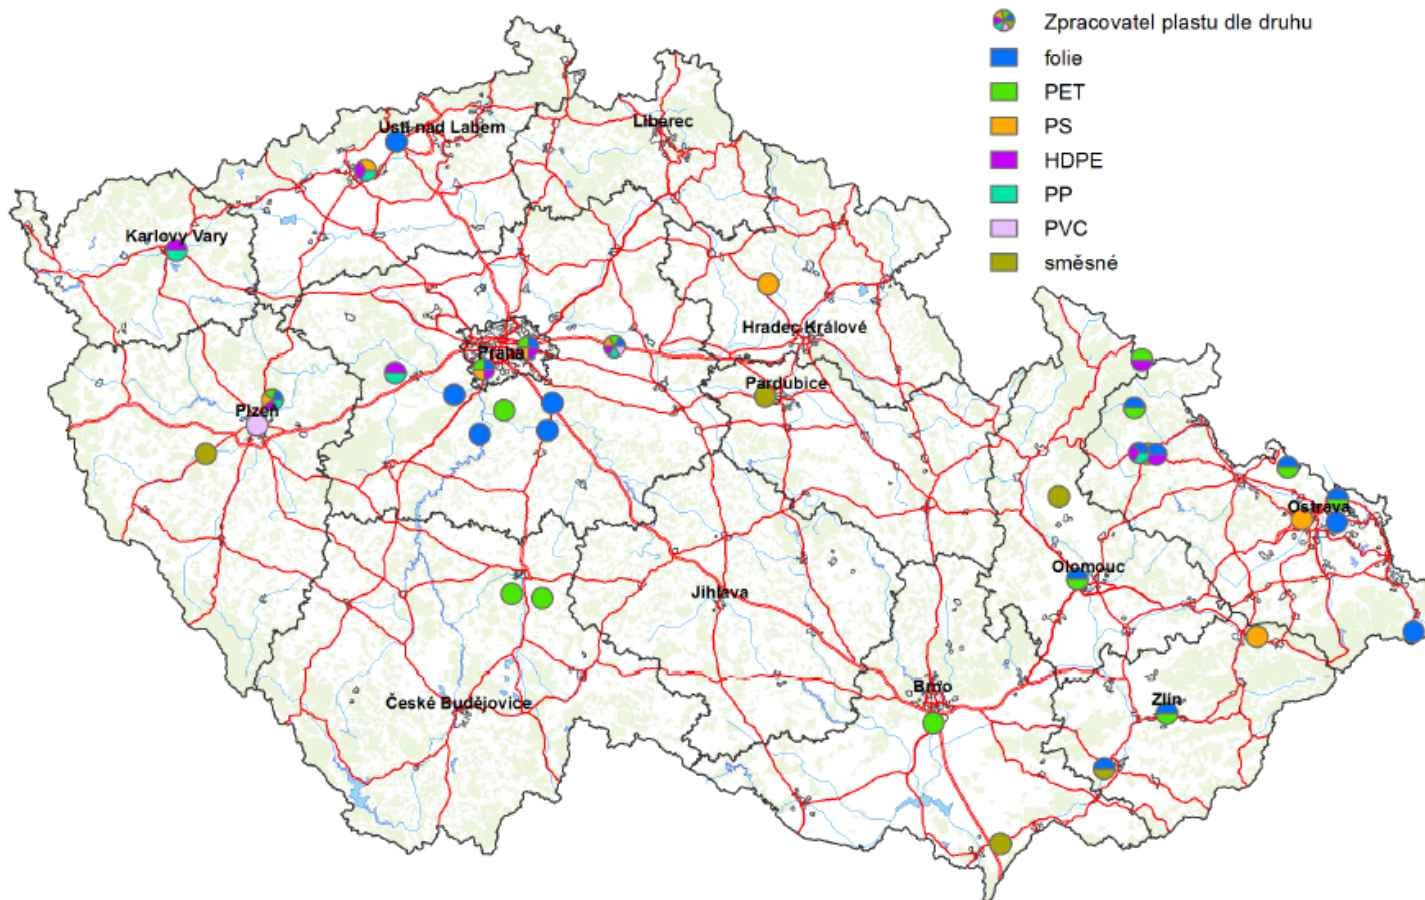 Zpracovatel plastu dle druhu
folie
PET
PS
HDPE
PP
PVC
směsné
Ústí nad Labem
Liberec
Karlovy Vary
Hradec Králové
Praha
Pardubice
Plzeň
Ostrava
Olomouc
Jihlava
Brno
České Budějovice
Zlín